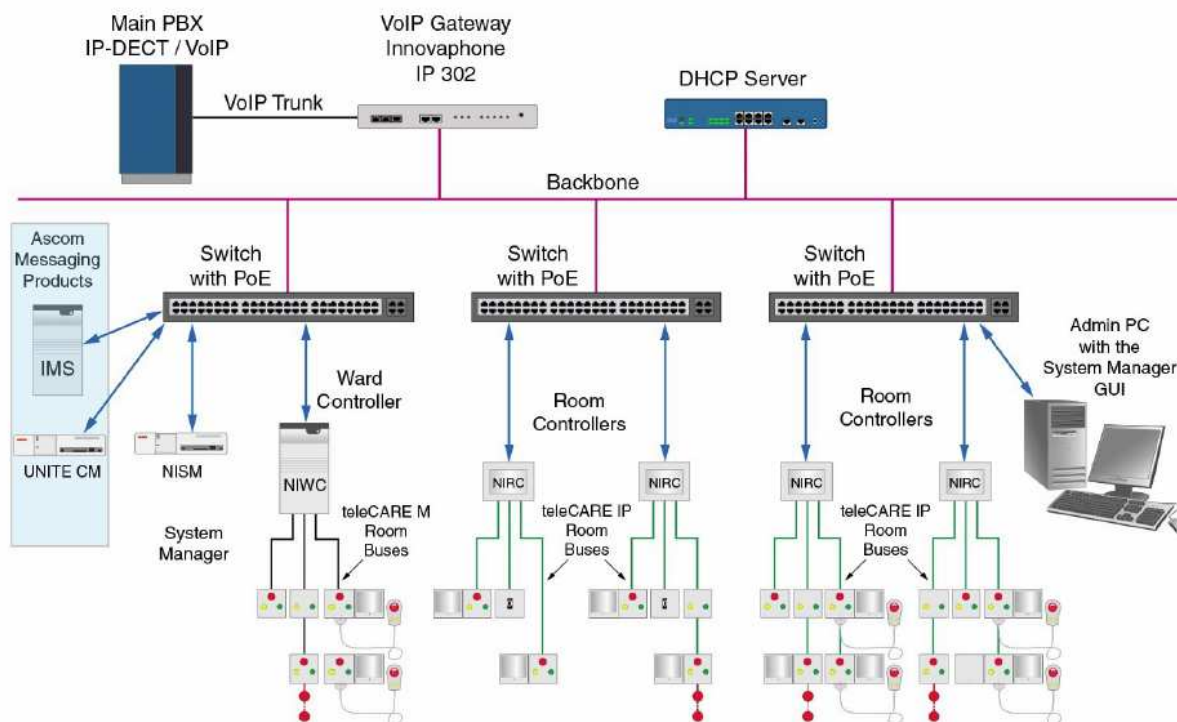 Main PBX
IP-DECT / VoIP
VoIP Gateway
Innovaphone
IP 302
DHCP Server
VoIP Trunk
Backbone
Ascom
Messaging
Products
Switch
with PoE
Switch
with PoE
Switch
with PoE
IMS
UNITE CM
NISM
Ward
Controller
NIWC
System
Manager
teleCARE M
Room
Buses
Room
Controllers
NIRC
NIRC
teleCARE IP
Room
Buses
Room
Controllers
NIRC
NIRC
teleCARE IP
Room
Buses
Admin PC
with the
System Manager
GUI